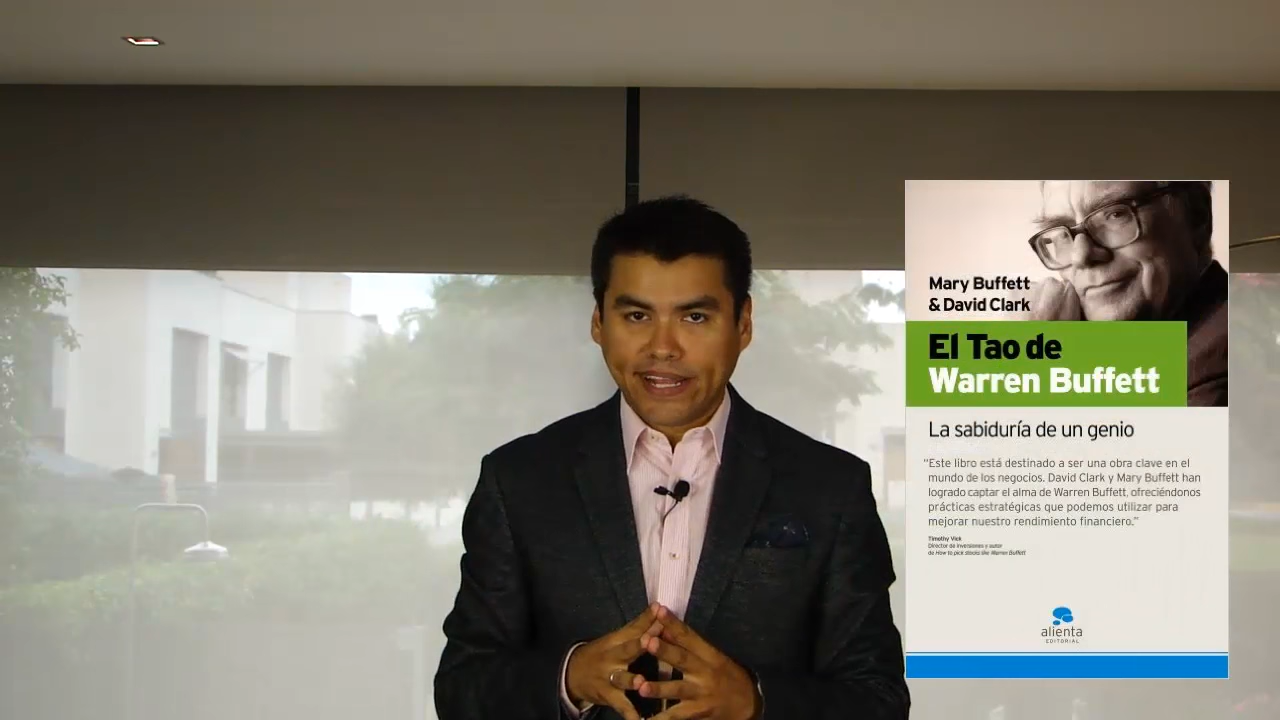 Mary Buffett
& David Clark
El Tao de
Warren Buffett
La sabiduría de un genio
“Este libro está destinado a ser una obra clave en el
mundo de los negocios. David Clark y Mary Buffett han
logrado captar el alma de Warren Buffett, ofreciéndonos
prácticas estratégicas que podemos utilizar para
mejorar nuestro rendimiento financiero.”
Timothy Vick
Director de inversiones y autor
de How to pick stocks like Warren Buffett
alienta
EDITORIAL